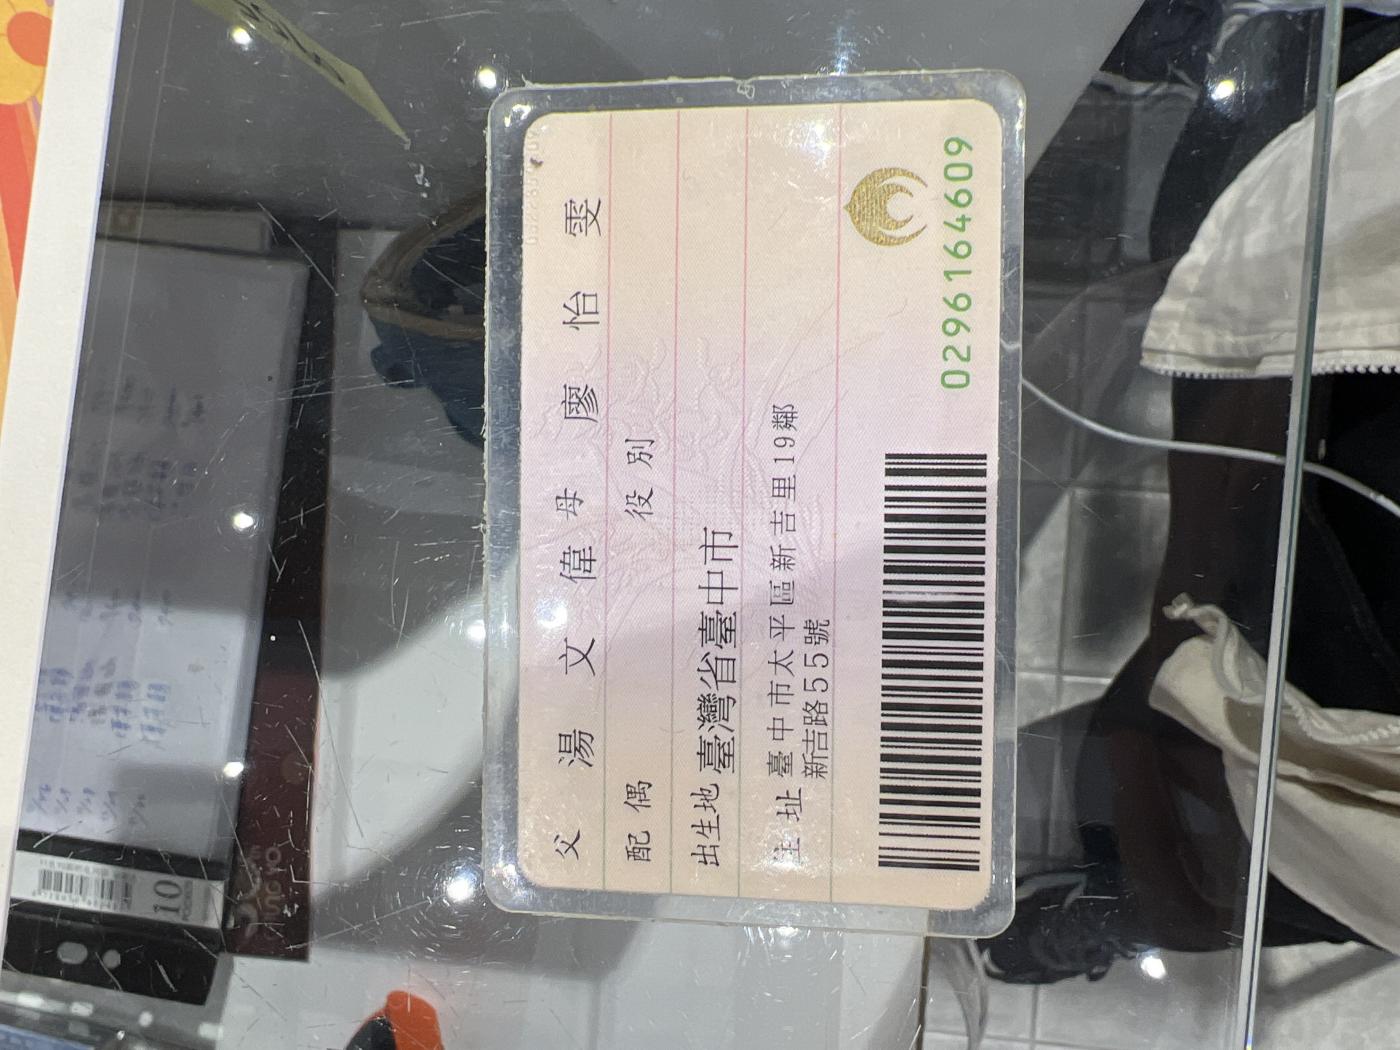 父 湯文偉 母 廖怡雯
配偶 役別
出生地 臺灣省臺中市
住址 臺中市太平區新吉里19鄰
新吉路555號
0296164609
10